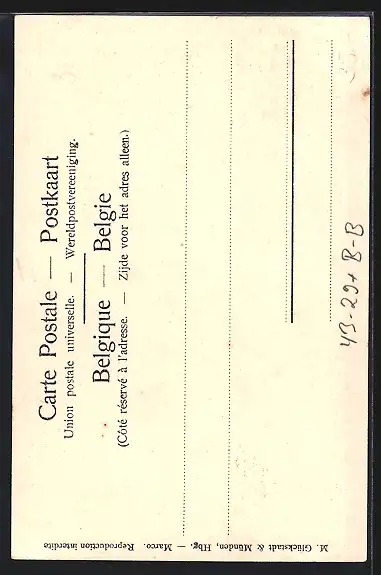 Carte Postale — Postkaart
Union postale universelle. — Wereldpostvereeniging.
Belgique — Belgie
(Côté réservé à l'adresse. — Zijde voor het adres alleen.)
43-29+ B-B
M. Glückstadt & Münden, Hbg. — Marco. Reproduction interdite